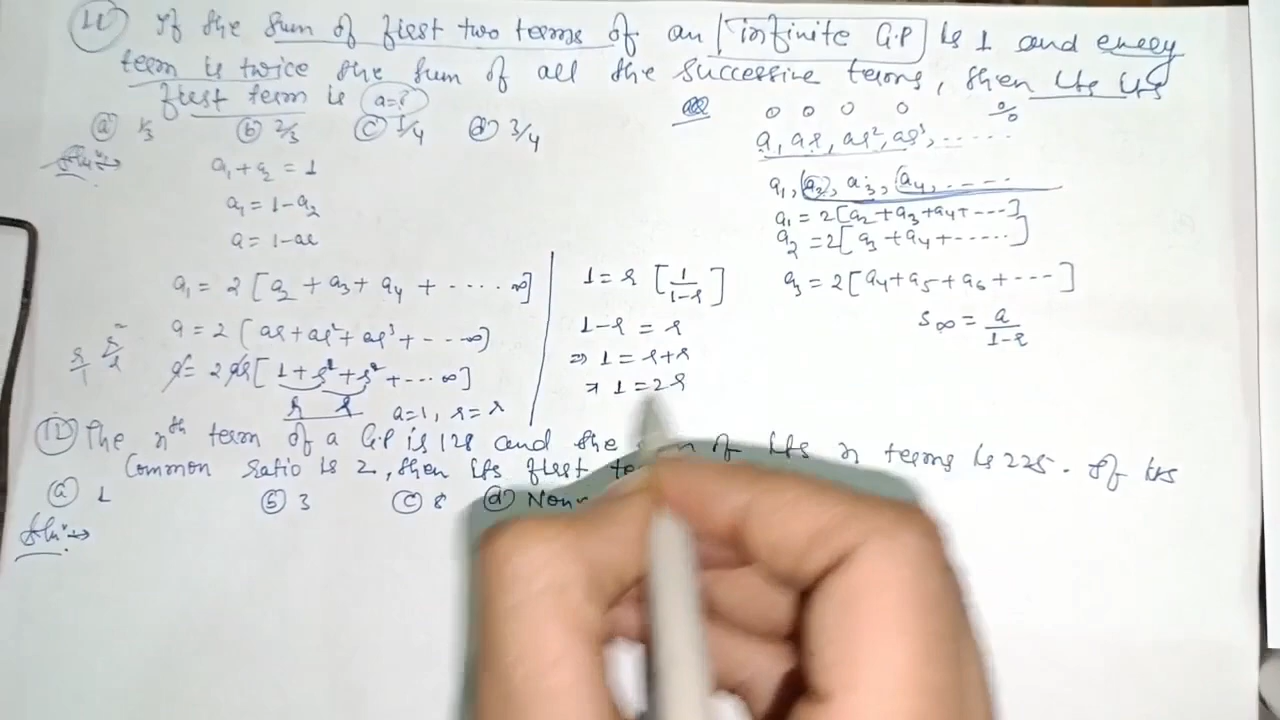 11 If the sum of first two terms of an infinite G.P is 1 and every
term is twice the sum of all the successive terms, then its its
first term is a=?
a 1/3 b 2/3 c 1/4 d 3/4
Solnⁿ→
a₁+a₂ = 1
a₁ = 1-a₂
a = 1-ar
a₁ = 2[a₂ + a₃ + a₄ + ..... ∞]
a = 2(ar+ar²+ar³+ - - ∞)
a = 2ar[1+r+r²+ ... ∞]
r r a=1, r=r
1 = r[1/1-r]
1-r = r
⇒ 1 = r+r
⇒ 1 = 2r
a, ar, ar², ar³, ......
a₁, a₂, a₃, a₄, .....
a₁ = 2[a₂+a₃+a₄+ ---]
a₂ = 2[a₃+a₄+ .....]
a₃ = 2[a₄+a₅+a₆+ ---]
S∞ = a/1-r
12 The nth term of a G.P is 128 and the of its n terms is 225. If its
Common ratio is 2, then its first
a 1 b 3 c 8 d Non
Solnⁿ→